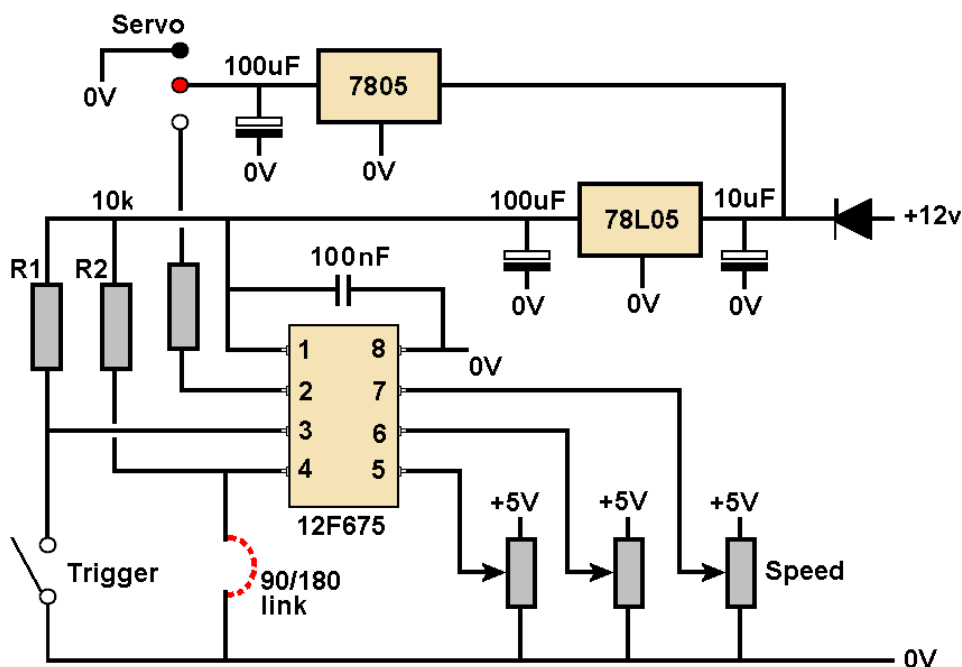 Servo
0V
100uF
7805
0V
0V
10k
100uF
78L05
10uF
+12v
R1
R2
100nF
0V
0V
0V
1
8
0V
2
7
3
6
4
5
12F675
+5V
+5V
+5V
Trigger
90/180
link
Speed
0V